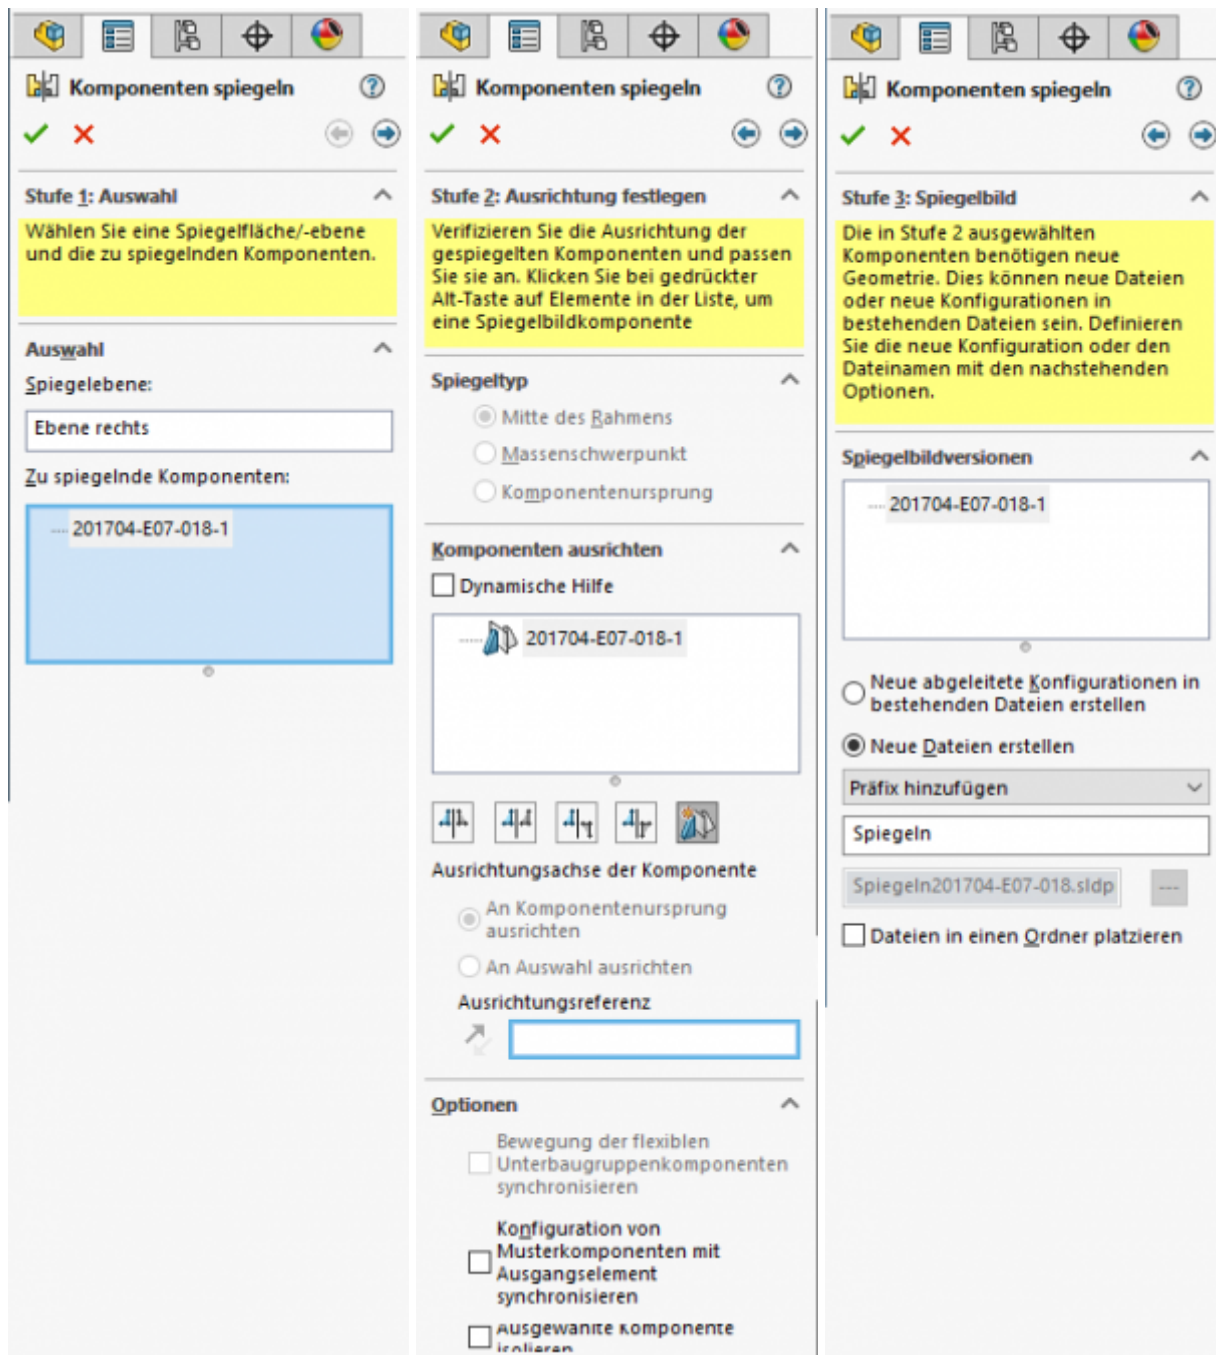 Komponenten spiegeln
Stufe 1: Auswahl
Wählen Sie eine Spiegelfläche/-ebene
und die zu spiegelnden Komponenten.
Auswahl
Spiegelebene:
Ebene rechts
Zu spiegelnde Komponenten:
201704-E07-018-1
Komponenten spiegeln
Stufe 2: Ausrichtung festlegen
Verifizieren Sie die Ausrichtung der
gespiegelten Komponenten und passen
Sie sie an. Klicken Sie bei gedrückter
Alt-Taste auf Elemente in der Liste, um
eine Spiegelbildkomponente
Spiegeltyp
Mitte des Rahmens
Massenschwerpunkt
Komponentenursprung
Komponenten ausrichten
Dynamische Hilfe
201704-E07-018-1
Ausrichtungsachse der Komponente
An Komponentenursprung
ausrichten
An Auswahl ausrichten
Ausrichtungsreferenz
Optionen
Bewegung der flexiblen
Unterbaugruppenkomponenten
synchronisieren
Konfiguration von
Musterkomponenten mit
Ausgangselement
synchronisieren
Ausgewählte Komponente
isolieren
Komponenten spiegeln
Stufe 3: Spiegelbild
Die in Stufe 2 ausgewählten
Komponenten benötigen neue
Geometrie. Dies können neue Dateien
oder neue Konfigurationen in
bestehenden Dateien sein. Definieren
Sie die neue Konfiguration oder den
Dateinamen mit den nachstehenden
Optionen.
Spiegelbildversionen
201704-E07-018-1
Neue abgeleitete Konfigurationen in
bestehenden Dateien erstellen
Neue Dateien erstellen
Präfix hinzufügen
Spiegeln
Spiegeln201704-E07-018.sldp
---
Dateien in einen Ordner platzieren